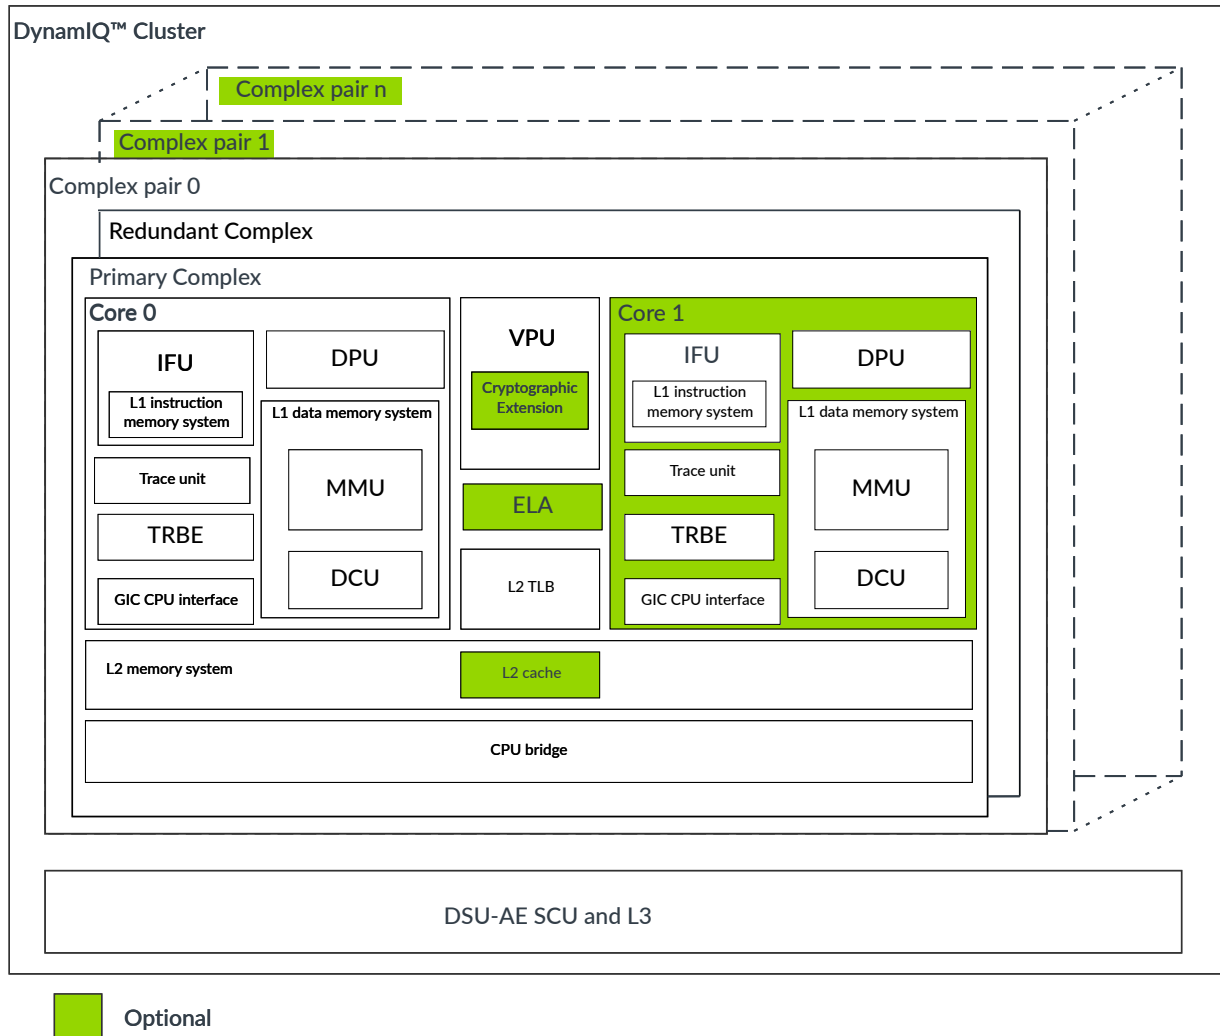 DynamIQ™ Cluster
Complex pair n
Complex pair 1
Complex pair 0
Redundant Complex
Primary Complex
Core 0
IFU
L1 instruction
memory system
DPU
L1 data memory system
Trace unit
MMU
TRBE
DCU
GIC CPU interface
VPU
Cryptographic
Extension
ELA
L2 TLB
Core 1
IFU
L1 instruction
memory system
DPU
L1 data memory system
Trace unit
MMU
TRBE
DCU
GIC CPU interface
L2 memory system
L2 cache
CPU bridge
DSU-AE SCU and L3
Optional